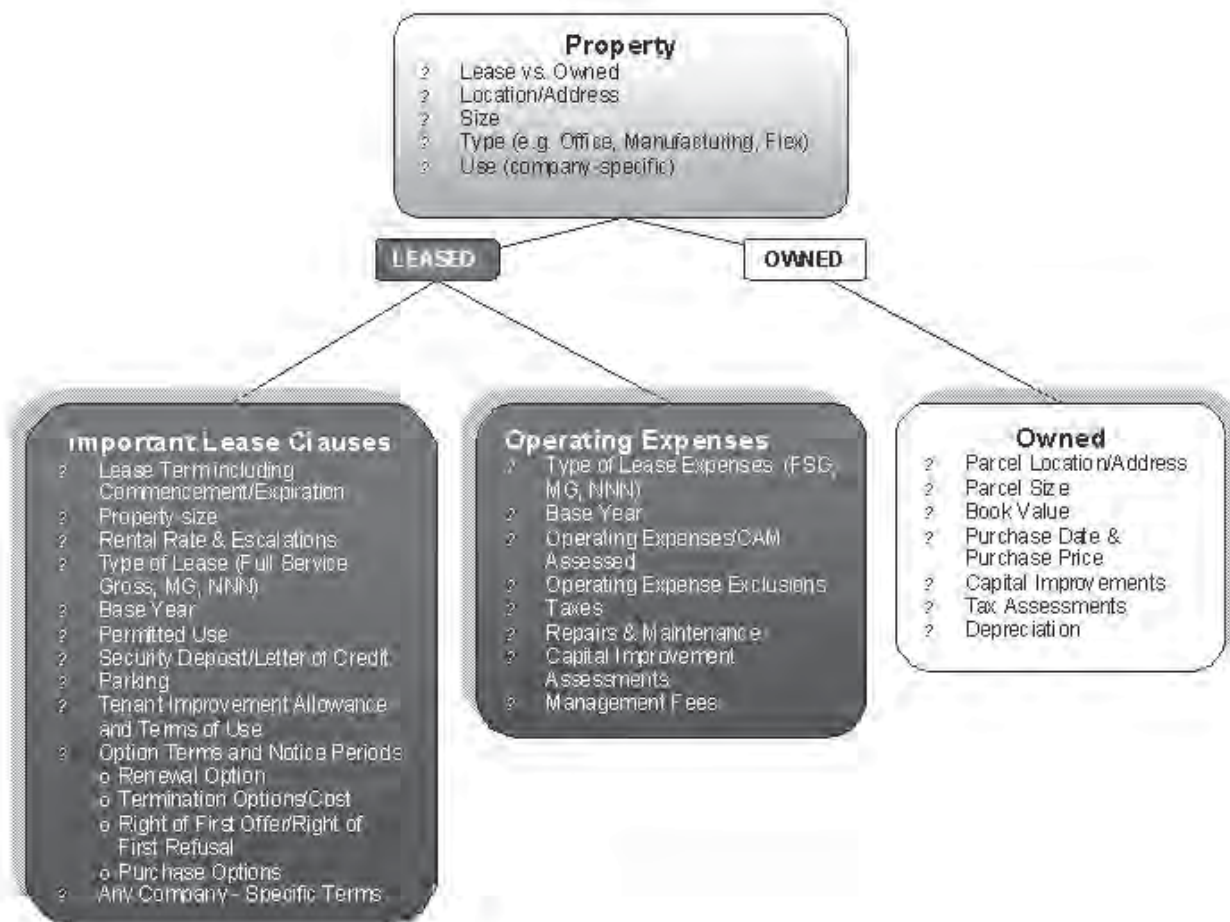 Property
? Lease vs. Owned
? Location/Address
? Size
? Type (e.g. Office, Manufacturing, Flex)
? Use (company-specific)
LEASED
OWNED
Important Lease Clauses
? Lease Term including
Commencement/Expiration
? Property size
? Rental Rate & Escalations
? Type of Lease (Full Service
Gross, MG, NNN)
? Base Year
? Permitted Use
? Security Deposit/Letter of Credit
? Parking
? Tenant Improvement Allowance
and Terms of Use
? Option Terms and Notice Periods
o Renewal Option
o Termination Options/Cost
o Right of First Offer/Right of
First Refusal
o Purchase Options
? Any Company - Specific Terms
Operating Expenses
? Type of Lease Expenses (FSG,
MG, NNN)
? Base Year
? Operating Expenses/CAM
Assessed
? Operating Expense Exclusions
? Taxes
? Repairs & Maintenance
? Capital Improvement
Assessments
? Management Fees
Owned
? Parcel Location/Address
? Parcel Size
? Book Value
? Purchase Date &
Purchase Price
? Capital Improvements
? Tax Assessments
? Depreciation